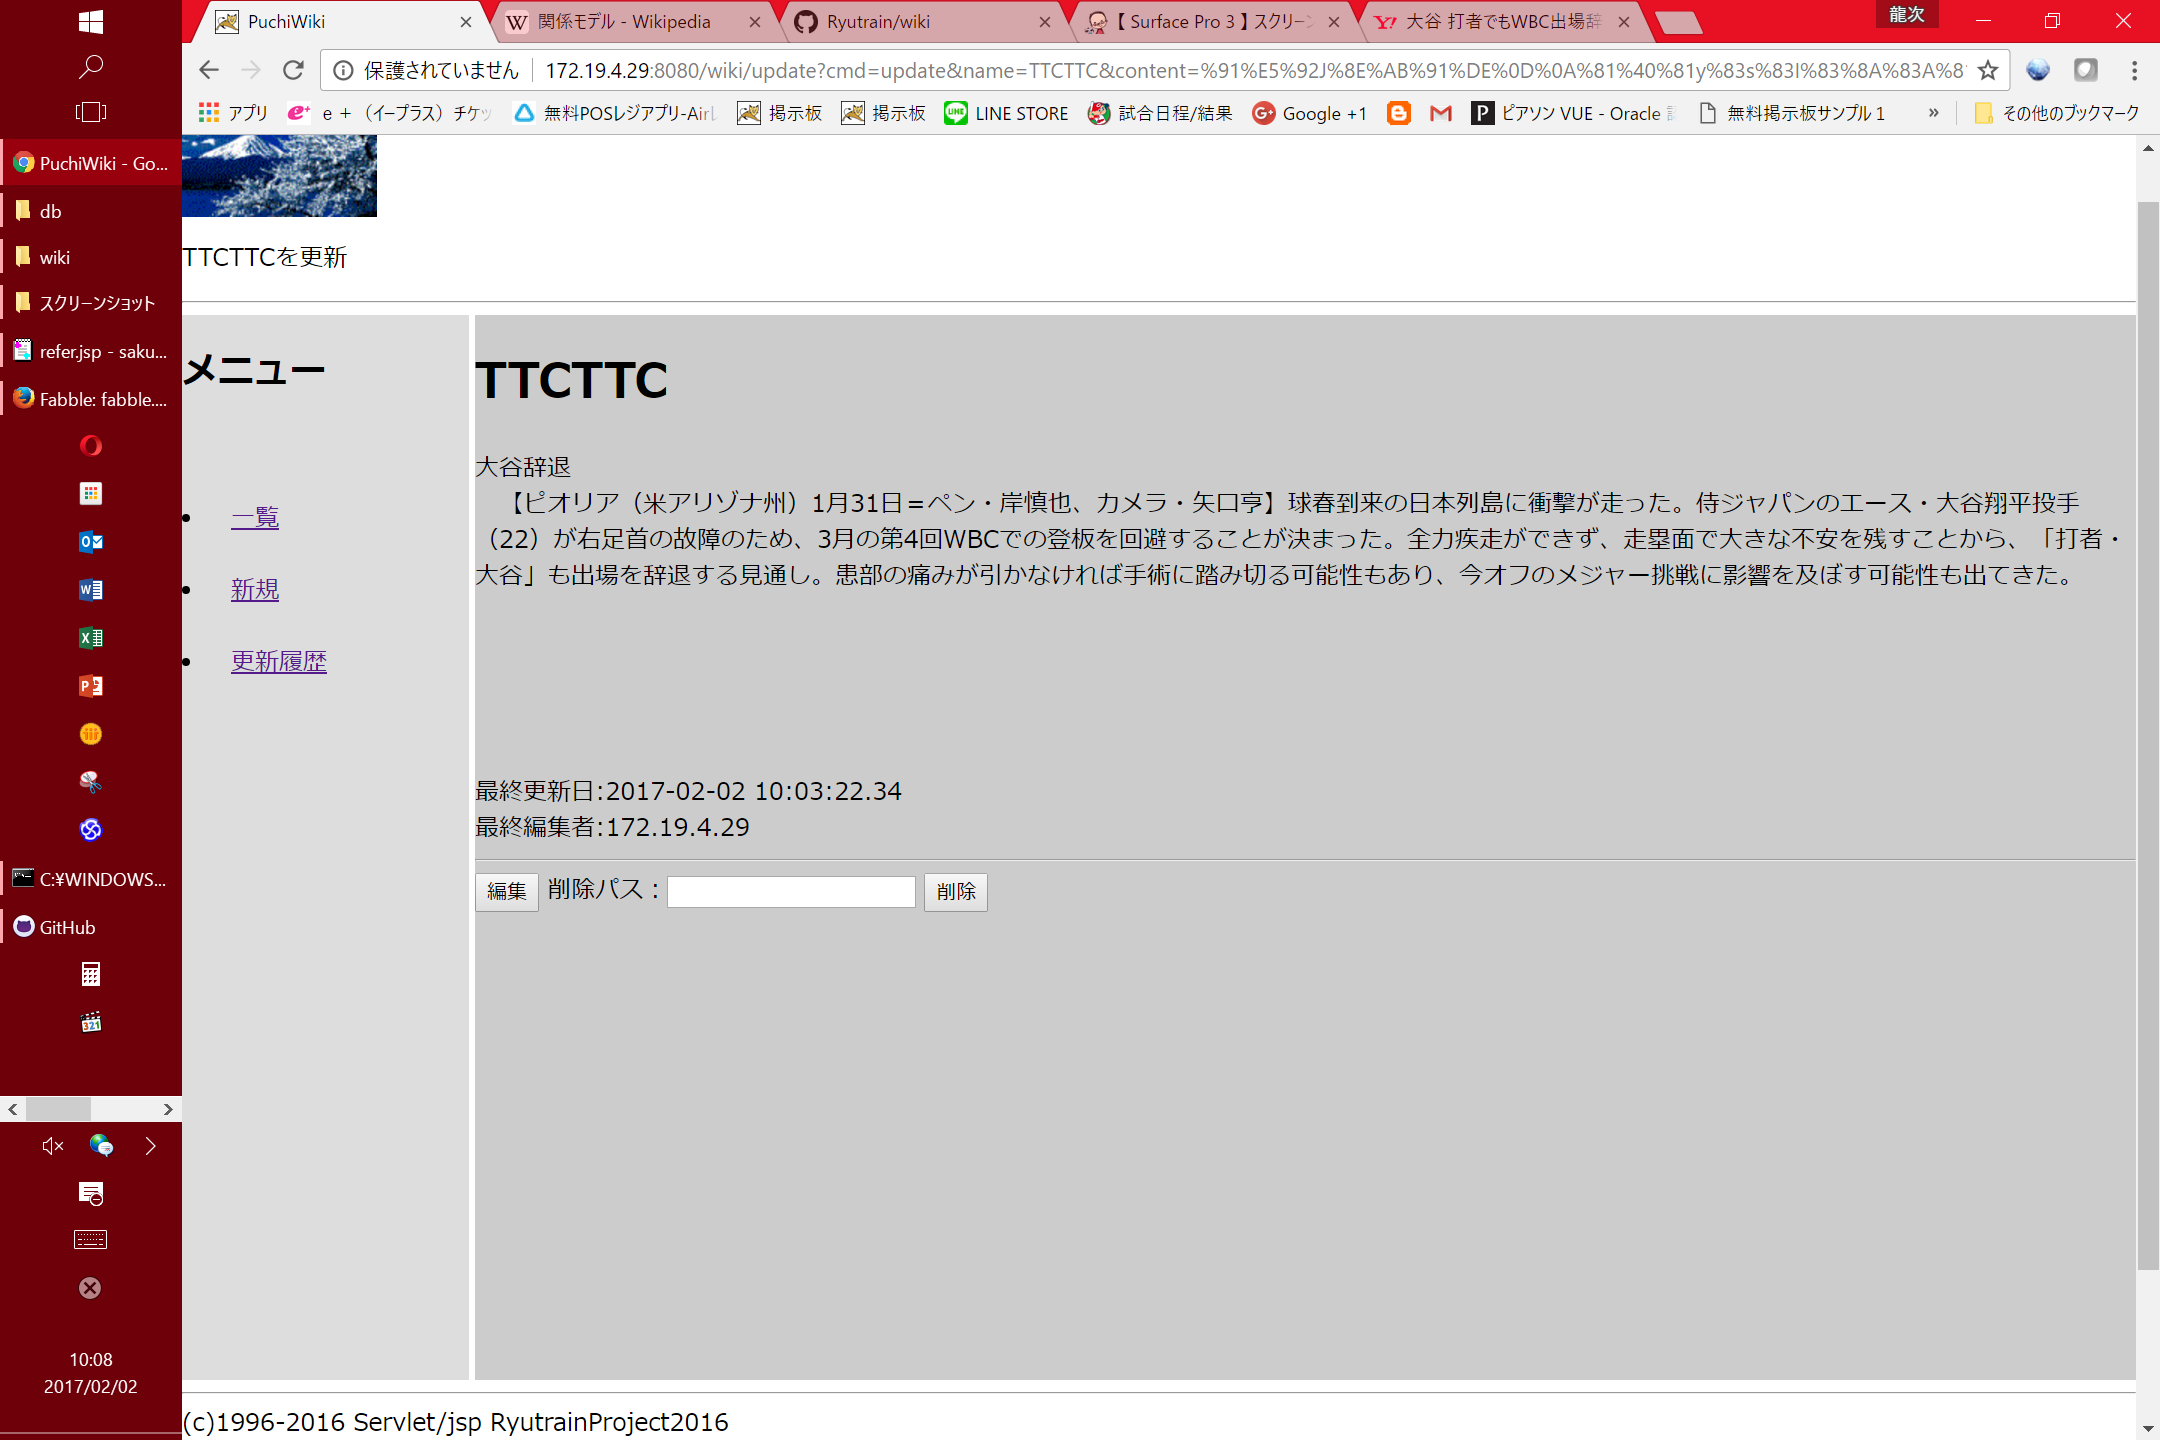 PuchiWiki
関係モデル - Wikipedia
Ryutrain/wiki
【 Surface Pro 3 】 スクリーン
大谷 打者でもWBC出場辞
龍次
保護されていません
172.19.4.29:8080/wiki/update?cmd=update&name=TTCTTC&content=%91%E5%92J%8E%AB%91%DE%0D%0A%81%40%81y%83s%83I%83%8A%83A%8
アプリ
e +（イープラス）チケッ
無料POSレジアプリ-Air
掲示板
掲示板
LINE STORE
試合日程/結果
Google +1
ピアソン VUE - Oracle
無料掲示板サンプル 1
»
その他のブックマーク
PuchiWiki - Go...
db
wiki
スクリーンショット
refer.jsp - saku...
Fabble: fabble....
C:¥WINDOWS...
GitHub
10:08
2017/02/02
TTCTTCを更新
メニュー
一覧
新規
更新履歴
TTCTTC
大谷辞退
【ピオリア（米アリゾナ州）1月31日＝ペン・岸慎也、カメラ・矢口亨】球春到来の日本列島に衝撃が走った。侍ジャパンのエース・大谷翔平投手
（22）が右足首の故障のため、3月の第4回WBCでの登板を回避することが決まった。全力疾走ができず、走塁面で大きな不安を残すことから、「打者・
大谷」も出場を辞退する見通し。患部の痛みが引かなければ手術に踏み切る可能性もあり、今オフのメジャー挑戦に影響を及ぼす可能性も出てきた。
最終更新日:2017-02-02 10:03:22.34
最終編集者:172.19.4.29
編集 削除パス： 削除
(c)1996-2016 Servlet/jsp RyutrainProject2016